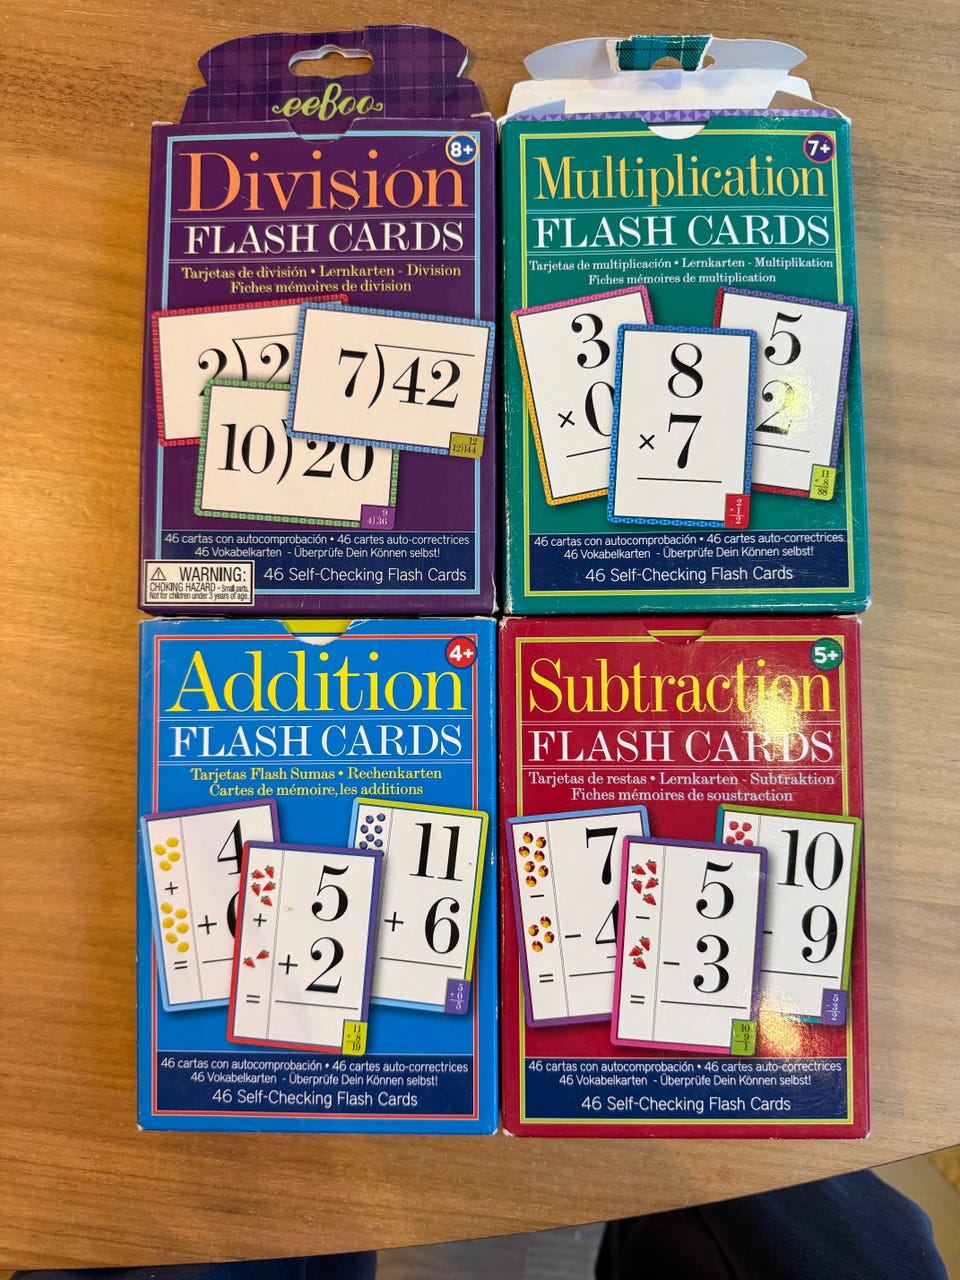 eeBoo
Division
8+
FLASH CARDS
Tarjetas de división • Lernkarten - Division
Fiches mémoires de division
2)2
7)42
10)20
12
12)144
9
4)36
46 cartas con autocomprobación • 46 cartes auto-correctrices
46 Vokabelkarten - Überprüfe Dein Können selbst!
46 Self-Checking Flash Cards
WARNING:
CHOKING HAZARD - Small parts.
Not for children under 3 years of age.
Multiplication
7+
FLASH CARDS
Tarjetas de multiplicación • Lernkarten - Multiplikation
Fiches mémoires de multiplication
3
×0
8
×7
5
2
2
×1
2
11
×8
88
46 cartas con autocomprobación • 46 cartes auto-correctrices
46 Vokabelkarten - Überprüfe Dein Können selbst!
46 Self-Checking Flash Cards
Addition
4+
FLASH CARDS
Tarjetas Flash Sumas • Rechenkarten
Cartes de mémoire, les additions
4
+
+
=
5
+
+2
=
11
+6
11
+8
19
5
+0
5
46 cartas con autocomprobación • 46 cartes auto-correctrices
46 Vokabelkarten - Überprüfe Dein Können selbst!
46 Self-Checking Flash Cards
Subtraction
5+
FLASH CARDS
Tarjetas de restas • Lernkarten - Subtraktion
Fiches mémoires de soustraction
7
-
-4
=
5
-
-3
=
10
-9
10
-9
1
5
-3
2
46 cartas con autocomprobación • 46 cartes auto-correctrices
46 Vokabelkarten - Überprüfe Dein Können selbst!
46 Self-Checking Flash Cards